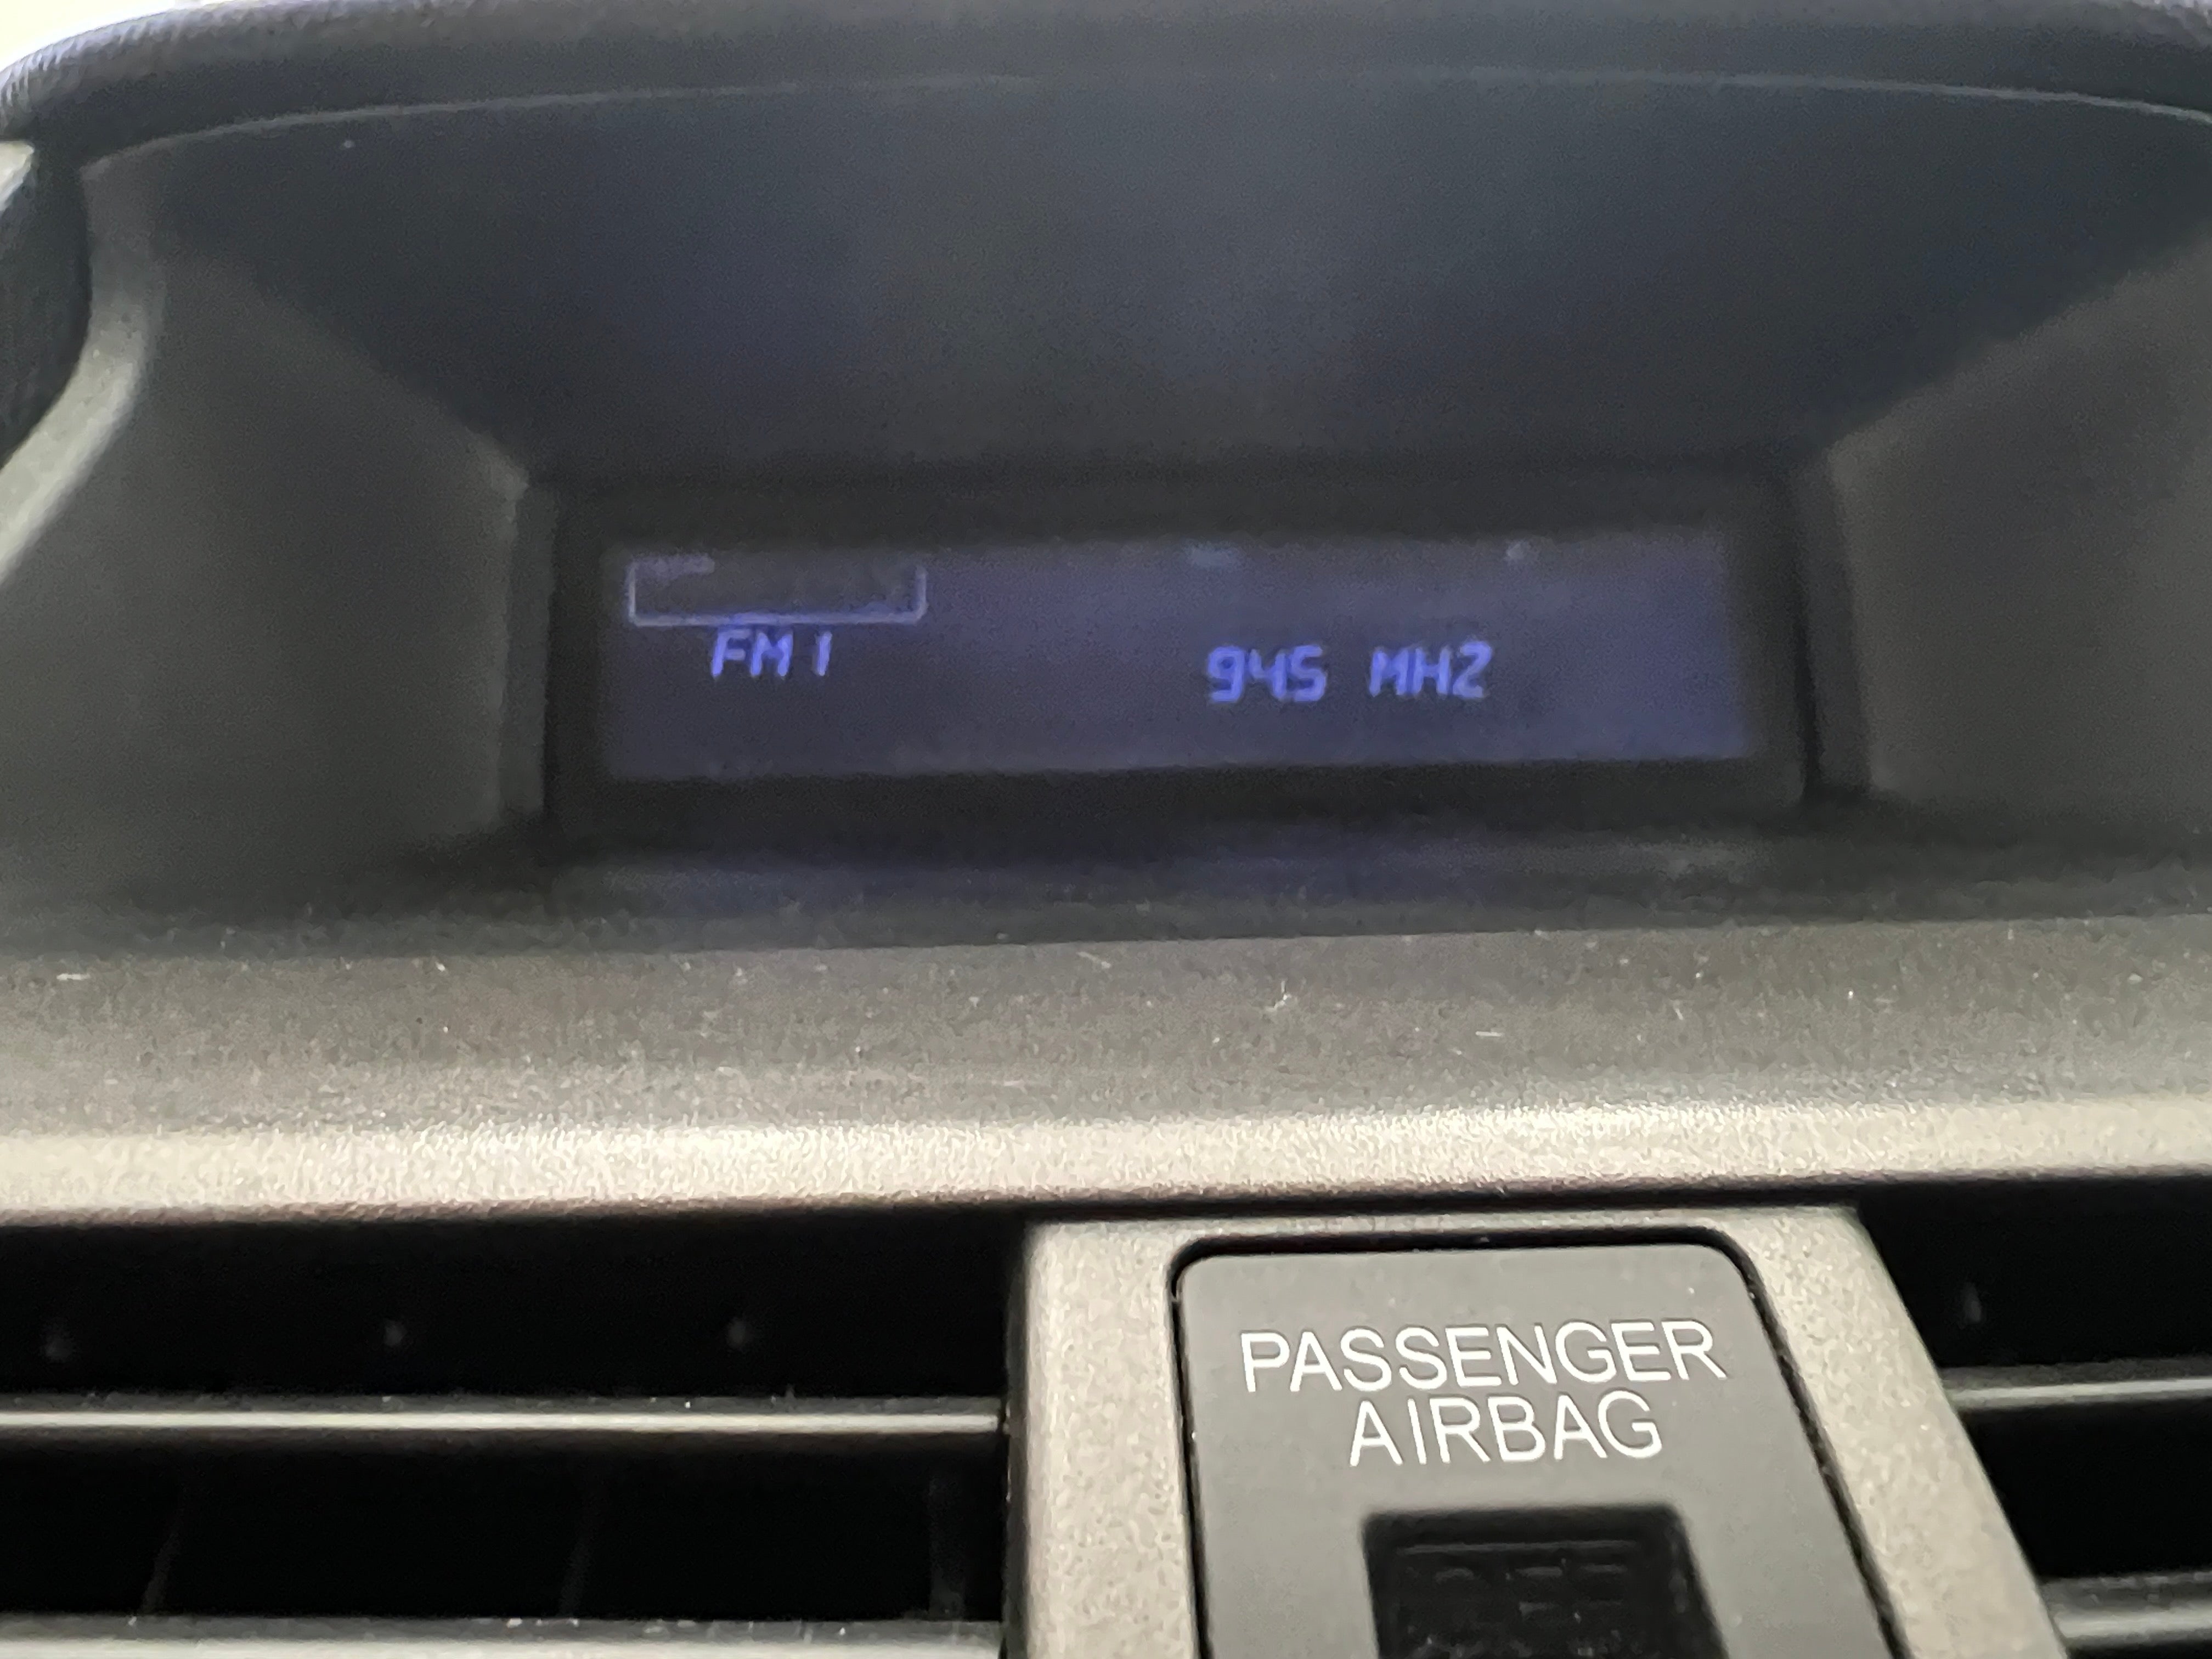 FM 1
945 MHZ
PASSENGER
AIRBAG